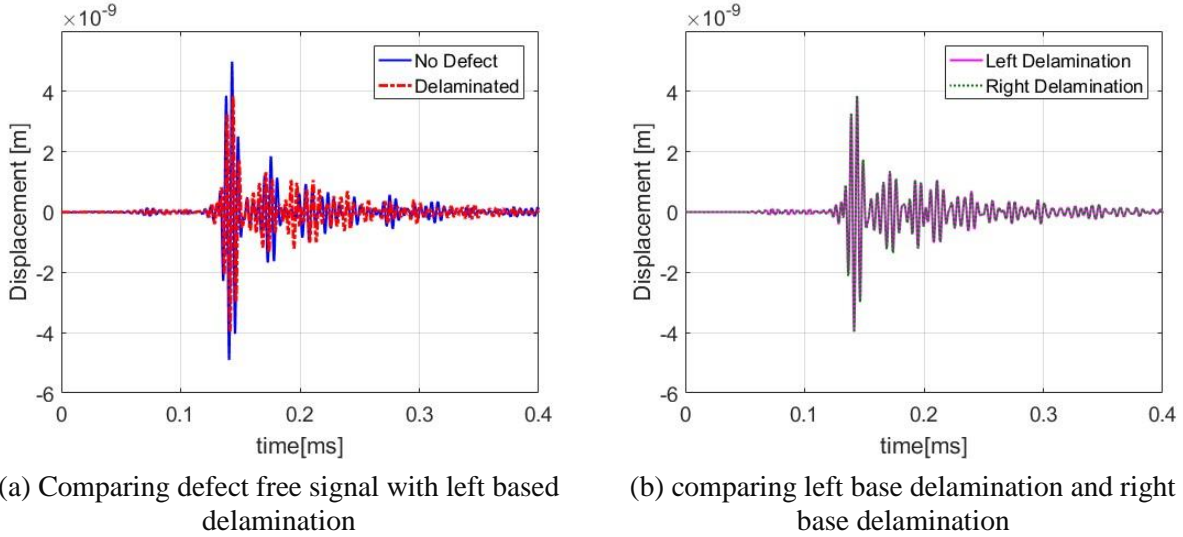 ×10⁻⁹
No Defect
Delaminated
4
2
0
-2
-4
-6
Displacement [m]
0 0.1 0.2 0.3 0.4
time[ms]
(a) Comparing defect free signal with left based
delamination
×10⁻⁹
Left Delamination
Right Delamination
4
2
0
-2
-4
-6
Displacement [m]
0 0.1 0.2 0.3 0.4
time[ms]
(b) comparing left base delamination and right
base delamination